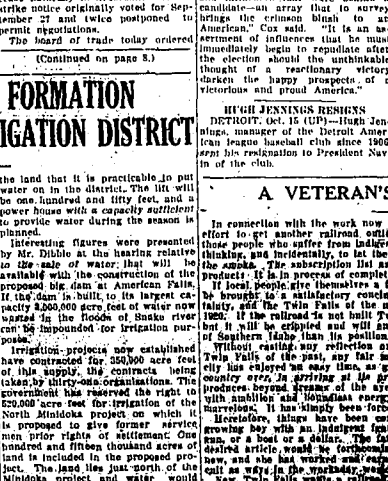 strike notice originally voted for Sep-
tember 27 and twice postponed to
permit negotiations.
The board of trade today ordered
(Continued on page 8.)
FORMATION
IGATION DISTRICT
the land that it is practicable to put
water on in the district. The lift will
be one hundred and fifty feet, and a
power house with a capacity sufficient
to provide water during the season is
planned.
Interesting figures were presented
by Mr. Dibble at the hearing relative
to the sale of water that will be
available with the construction of the
proposed big dam at American Falls.
If the dam is built to its largest ca-
pacity 3,000,000 acre feet of water now
wasted in the floods of Snake river
can be impounded for irrigation pur-
poses.
Irrigation projects now established
have contracted for 350,000 acre feet
of this supply, the contracts being
taken by thirty-one organizations. The
government has reserved the right to
520,000 acre feet for irrigation of the
North Minidoka project on which it
is proposed to give former service
men prior rights of settlement. One
hundred and fifteen thousand acres of
land is included in the proposed pro-
ject. The land lies just north of the
Minidoka project and water would
candidate—an array that to survey
brings the crimson blush to an
American," Cox said. "It is an as-
sortment of influences that he must
immediately begin to repudiate after
the election should the unthinkable
thought of a reactionary victory
darken the happy prospects of
victorious and proud America."
HUGH JENNINGS RESIGNS
DETROIT, Oct. 15 (UP)—Hugh Jen-
nings, manager of the Detroit Amer-
ican league baseball club since 1906
sent his resignation to President Nav
in of the club.
A VETERAN'S
In connection with the work now
effort to get another railroad outl
those people who suffer from indiges
thinking, and incidentally, to let the
the smoke. The subscription list
products. It is in process of complet
If local people give themselves a
be brought to a satisfactory conclu
tainty, and the Twin Falls of the
1920. If the railroad is not built T
but it will be crippled and will
of Southern Idaho than its position
Without casting any reflection
Twin Falls of the past, any fair
city has enjoyed an easy time, as
country over, in arriving at its
produces beyond dreams of the
with ambition and boundless energy
marvelous. It has simply been force
Heretofore, things have been
growing boy with an indulgent
gun, or a boat or a dollar. The
desired article would be forthcom
now, and she has worked and
cult as ways in the workaday
Now Twin Falls wants a railroad